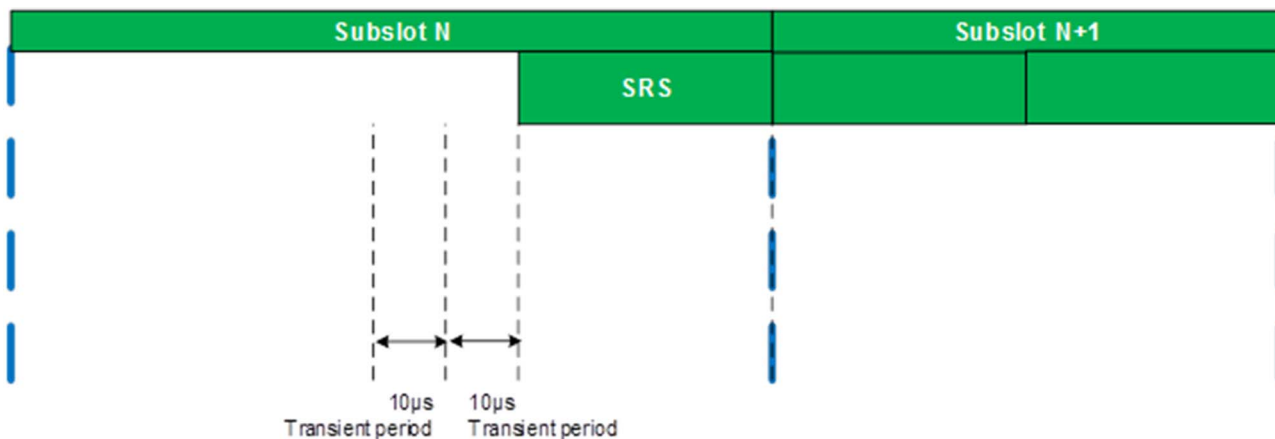 Subslot N
Subslot N+1
SRS
10µs
Transient period
10µs
Transient period